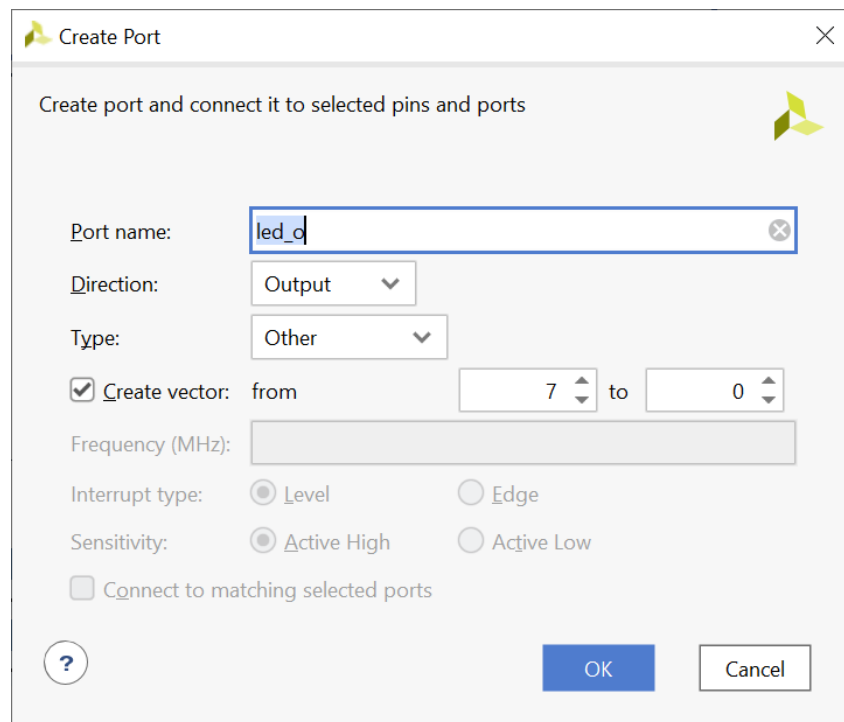 Create Port
Create port and connect it to selected pins and ports
Port name: led_o
Direction: Output
Type: Other
Create vector: from 7 to 0
Frequency (MHz):
Interrupt type: Level Edge
Sensitivity: Active High Active Low
Connect to matching selected ports
? OK Cancel